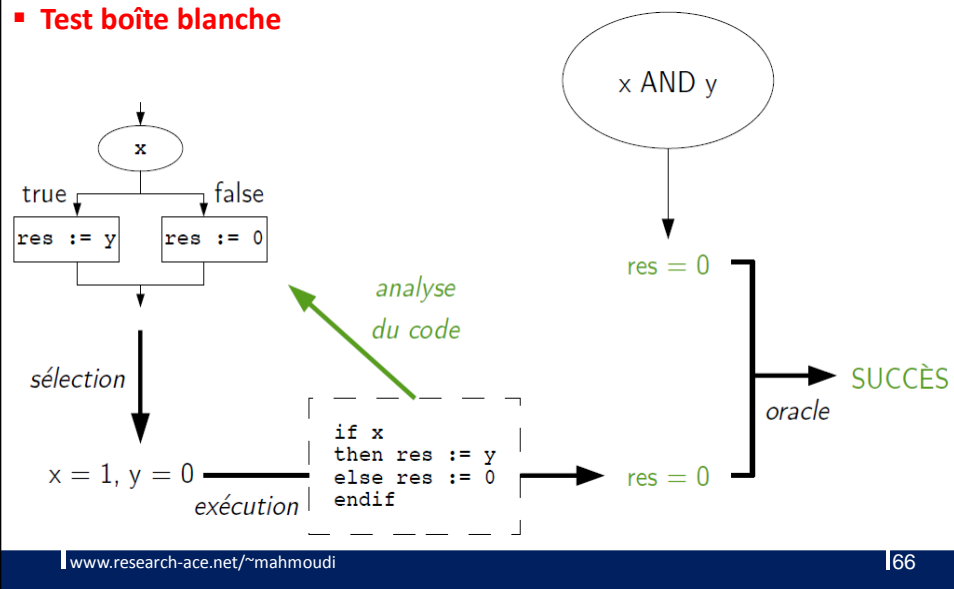 ▪ Test boîte blanche
x AND y
x
true
false
res := y
res := 0
res = 0
analyse
du code
sélection
SUCCÈS
oracle
if x
then res := y
else res := 0
endif
x = 1, y = 0
exécution
res = 0
www.research-ace.net/~mahmoudi
66